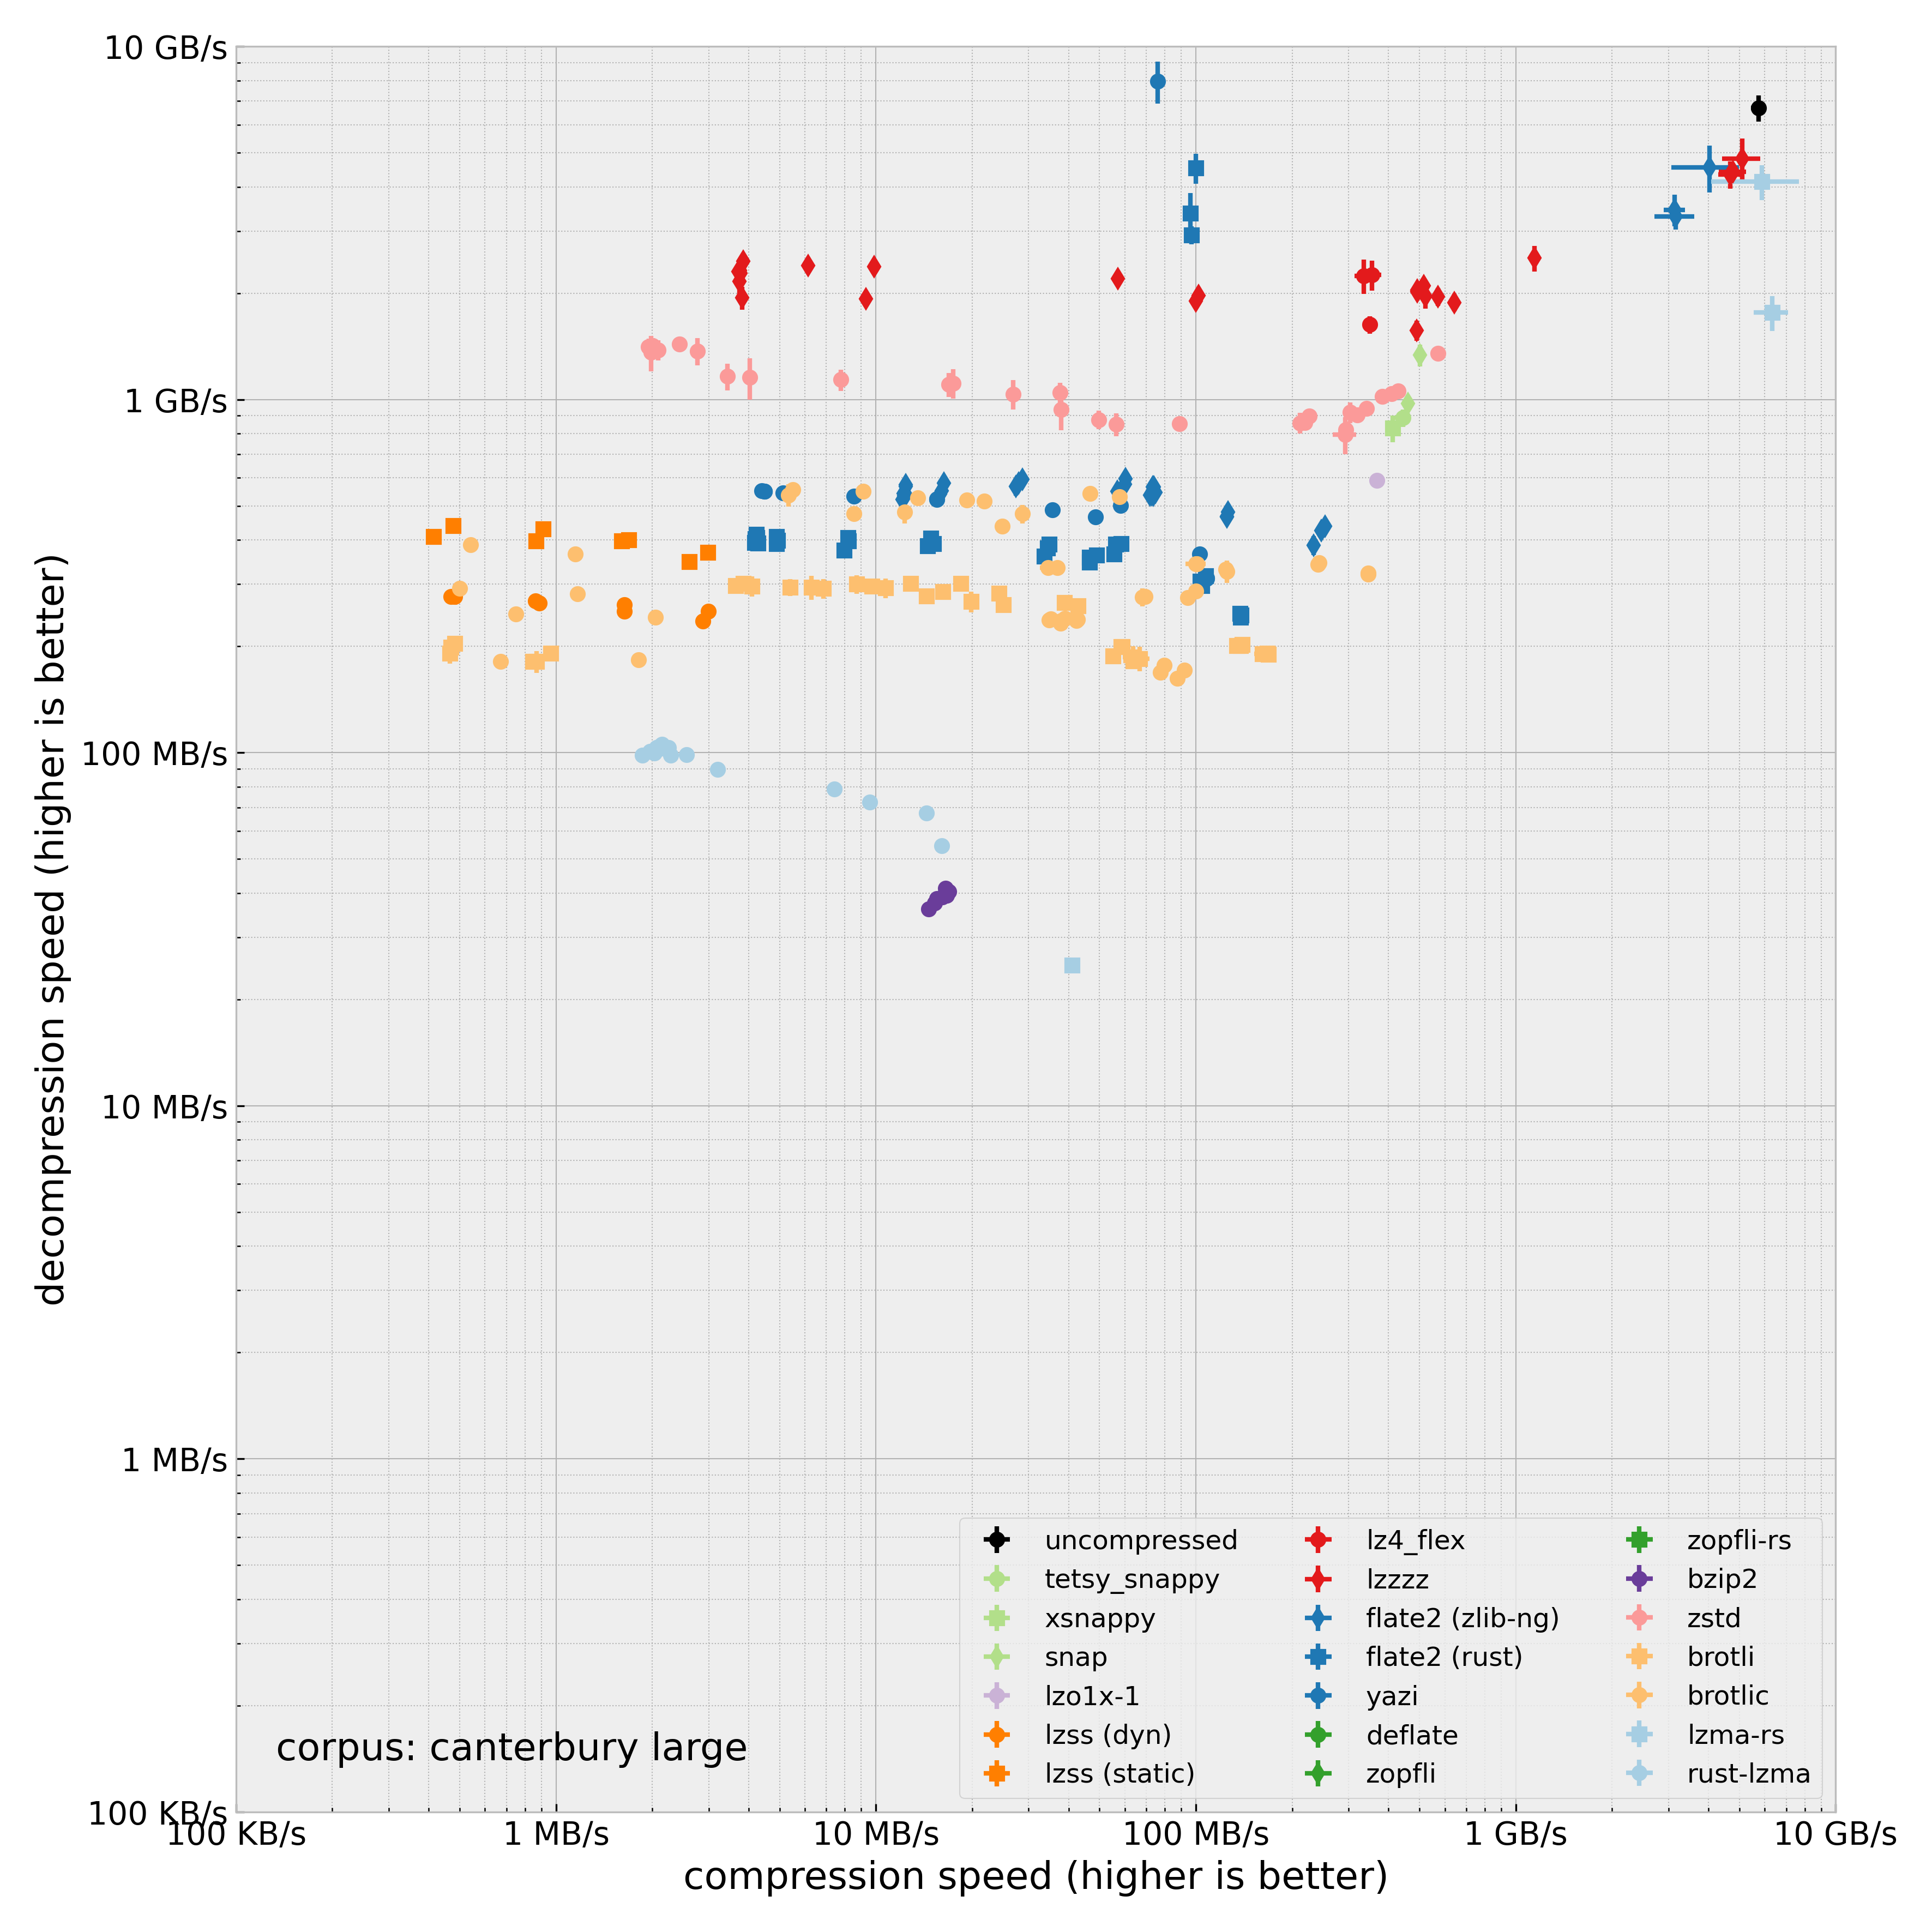 10 GB/s
1 GB/s
100 MB/s
10 MB/s
1 MB/s
100 KB/s
decompression speed (higher is better)
uncompressed
tetsy_snappy
xsnappy
snap
lzo1x-1
lzss (dyn)
lzss (static)
lz4_flex
lzzzz
flate2 (zlib-ng)
flate2 (rust)
yazi
deflate
zopfli
zopfli-rs
bzip2
zstd
brotli
brotlic
lzma-rs
rust-lzma
corpus: canterbury large
100 KB/s 1 MB/s 10 MB/s 100 MB/s 1 GB/s 10 GB/s
compression speed (higher is better)